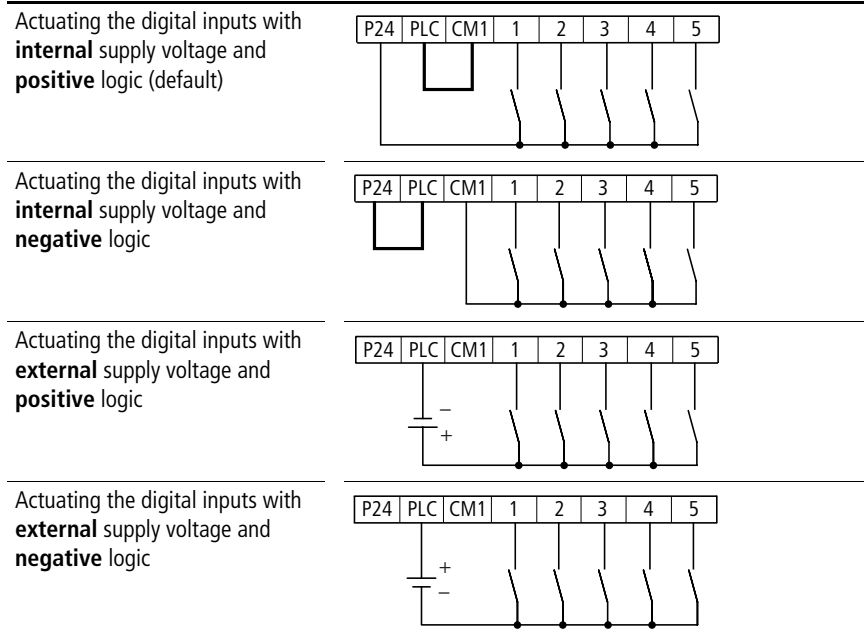 Actuating the digital inputs with
internal supply voltage and
positive logic (default)
P24 PLC CM1 1 2 3 4 5
Actuating the digital inputs with
internal supply voltage and
negative logic
P24 PLC CM1 1 2 3 4 5
Actuating the digital inputs with
external supply voltage and
positive logic
P24 PLC CM1 1 2 3 4 5
−
+
Actuating the digital inputs with
external supply voltage and
negative logic
P24 PLC CM1 1 2 3 4 5
+
−